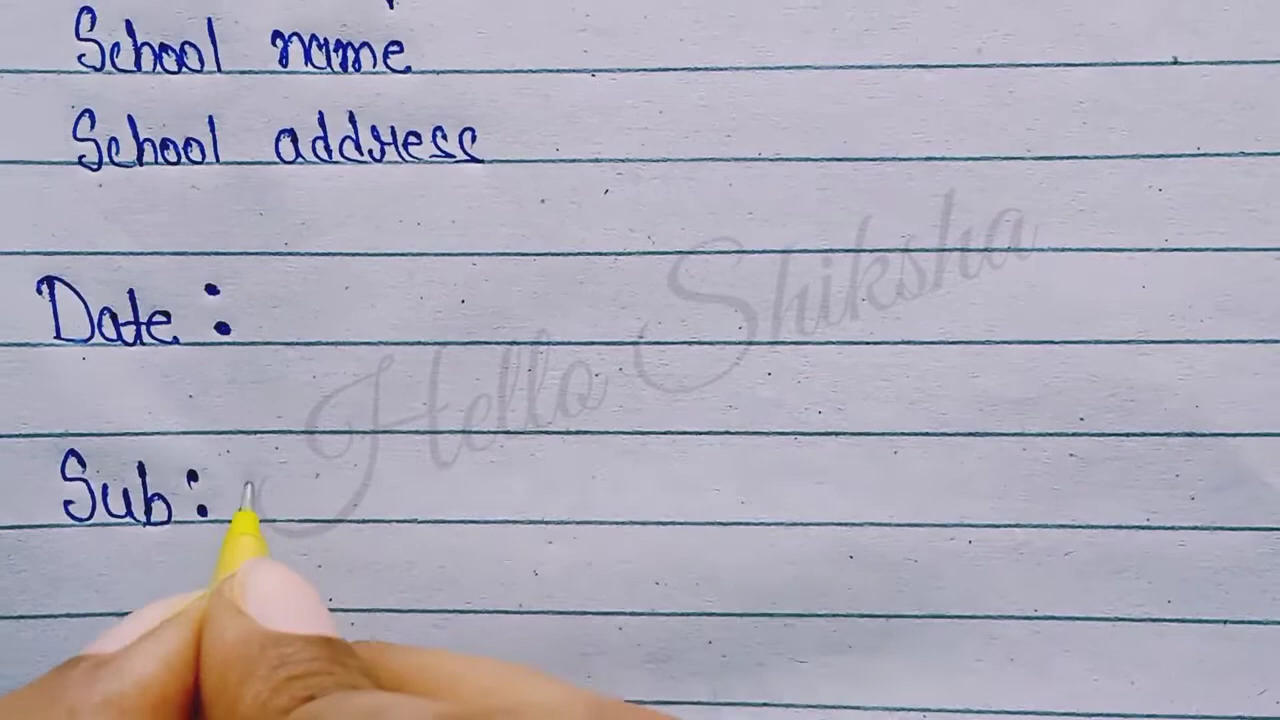 School name
School address
Hello Shiksha
Date :
Sub :